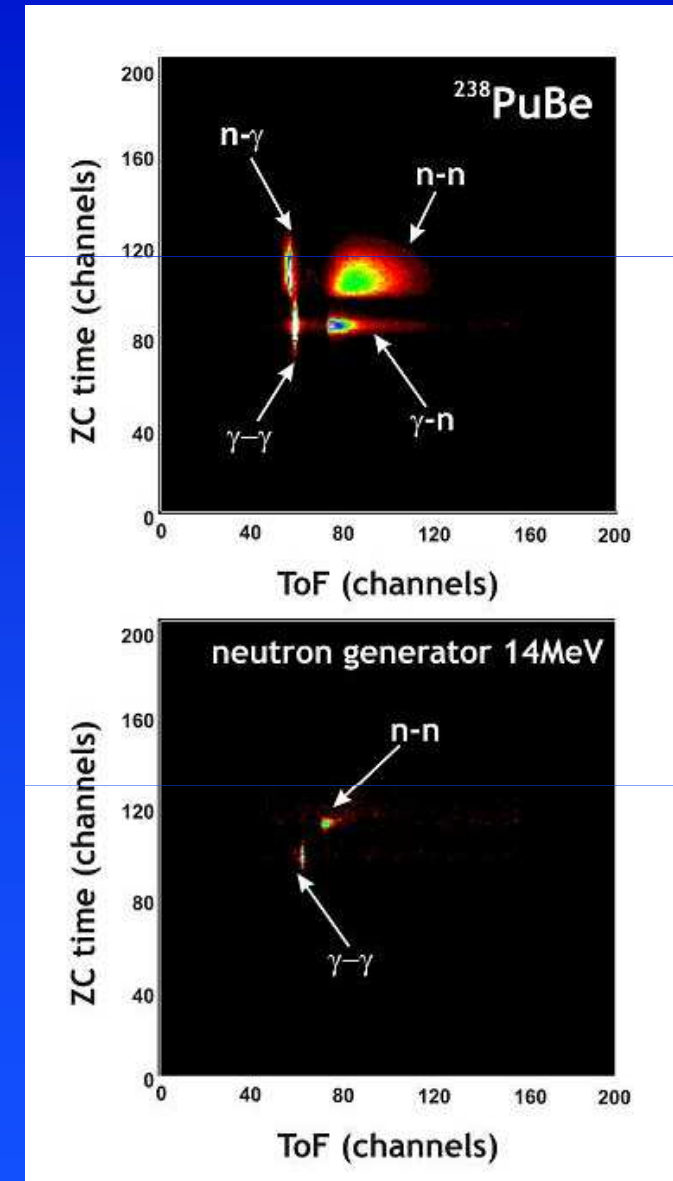 200
160
120
80
40
0
ZC time (channels)
²³⁸PuBe
n-γ
n-n
γ-γ
γ-n
0 40 80 120 160 200
ToF (channels)
200
160
120
80
40
0
ZC time (channels)
neutron generator 14MeV
n-n
γ-γ
0 40 80 120 160 200
ToF (channels)